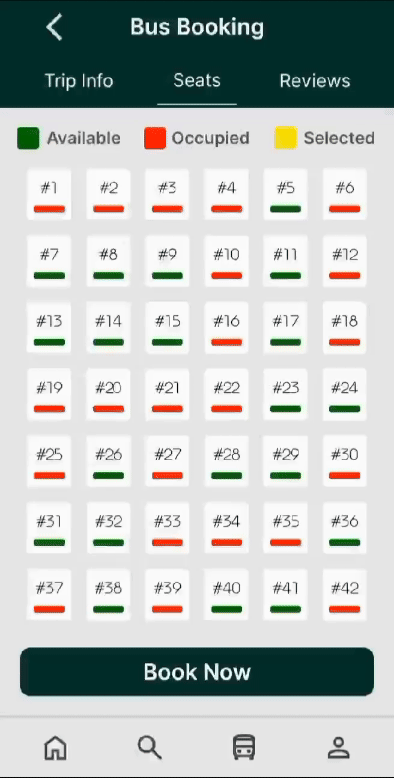 Bus Booking
Trip Info Seats Reviews
Available Occupied Selected
#1 #2 #3 #4 #5 #6
#7 #8 #9 #10 #11 #12
#13 #14 #15 #16 #17 #18
#19 #20 #21 #22 #23 #24
#25 #26 #27 #28 #29 #30
#31 #32 #33 #34 #35 #36
#37 #38 #39 #40 #41 #42
Book Now